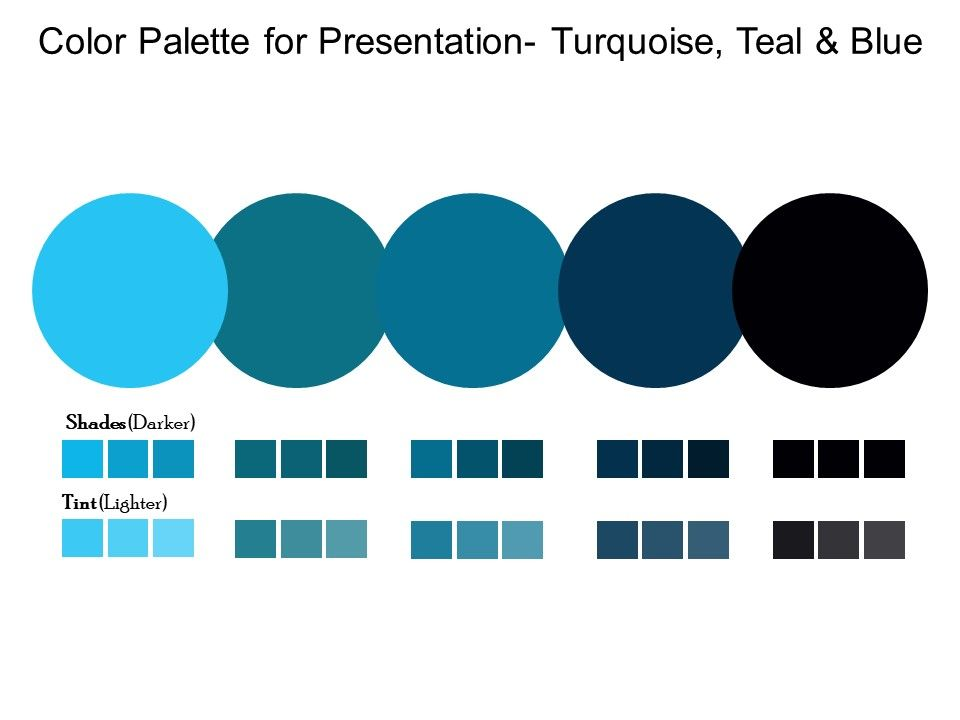 Color Palette for Presentation- Turquoise, Teal & Blue
Shades(Darker)
Tint(Lighter)